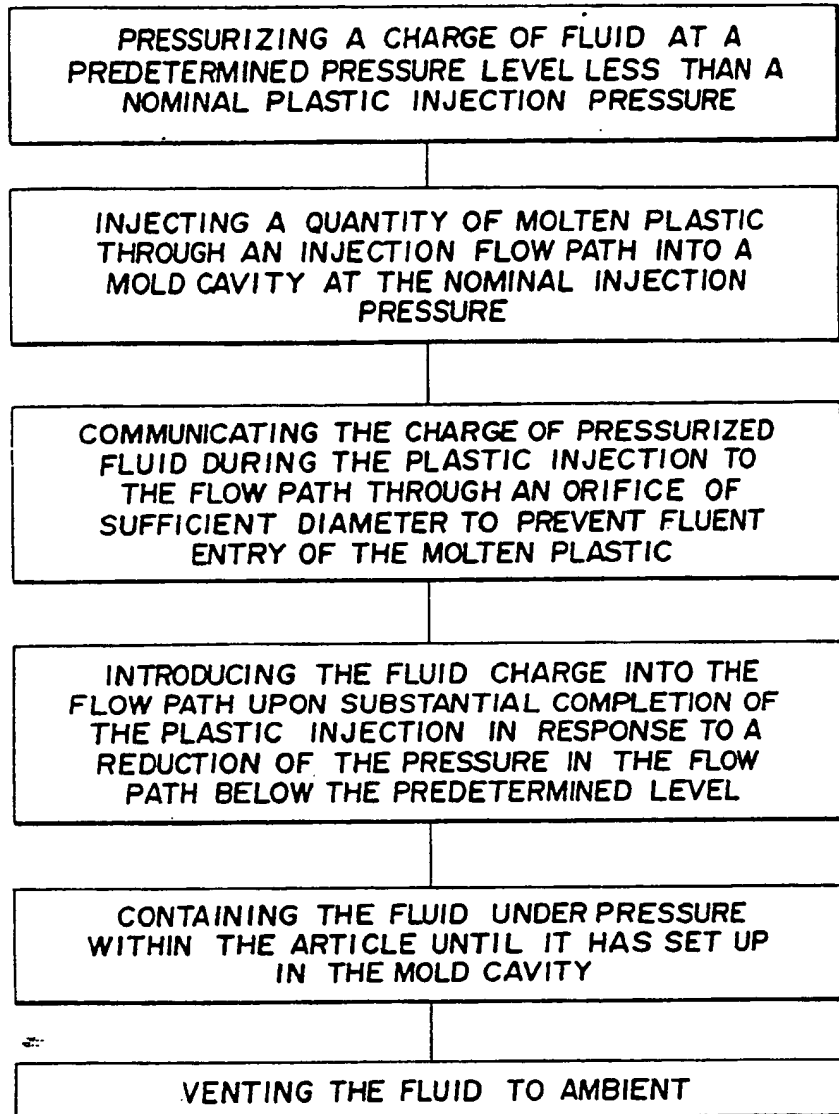 PRESSURIZING A CHARGE OF FLUID AT A
PREDETERMINED PRESSURE LEVEL LESS THAN A
NOMINAL PLASTIC INJECTION PRESSURE
INJECTING A QUANTITY OF MOLTEN PLASTIC
THROUGH AN INJECTION FLOW PATH INTO A
MOLD CAVITY AT THE NOMINAL INJECTION
PRESSURE
COMMUNICATING THE CHARGE OF PRESSURIZED
FLUID DURING THE PLASTIC INJECTION TO
THE FLOW PATH THROUGH AN ORIFICE OF
SUFFICIENT DIAMETER TO PREVENT FLUENT
ENTRY OF THE MOLTEN PLASTIC
INTRODUCING THE FLUID CHARGE INTO THE
FLOW PATH UPON SUBSTANTIAL COMPLETION OF
THE PLASTIC INJECTION IN RESPONSE TO A
REDUCTION OF THE PRESSURE IN THE FLOW
PATH BELOW THE PREDETERMINED LEVEL
CONTAINING THE FLUID UNDER PRESSURE
WITHIN THE ARTICLE UNTIL IT HAS SET UP
IN THE MOLD CAVITY
VENTING THE FLUID TO AMBIENT